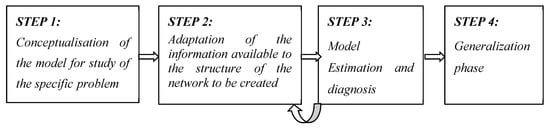 STEP 1:
Conceptualisation of
the model for study of
the specific problem
STEP 2:
Adaptation of the
information available to
the structure of the
network to be created
STEP 3:
Model
Estimation and
diagnosis
STEP 4:
Generalization
phase